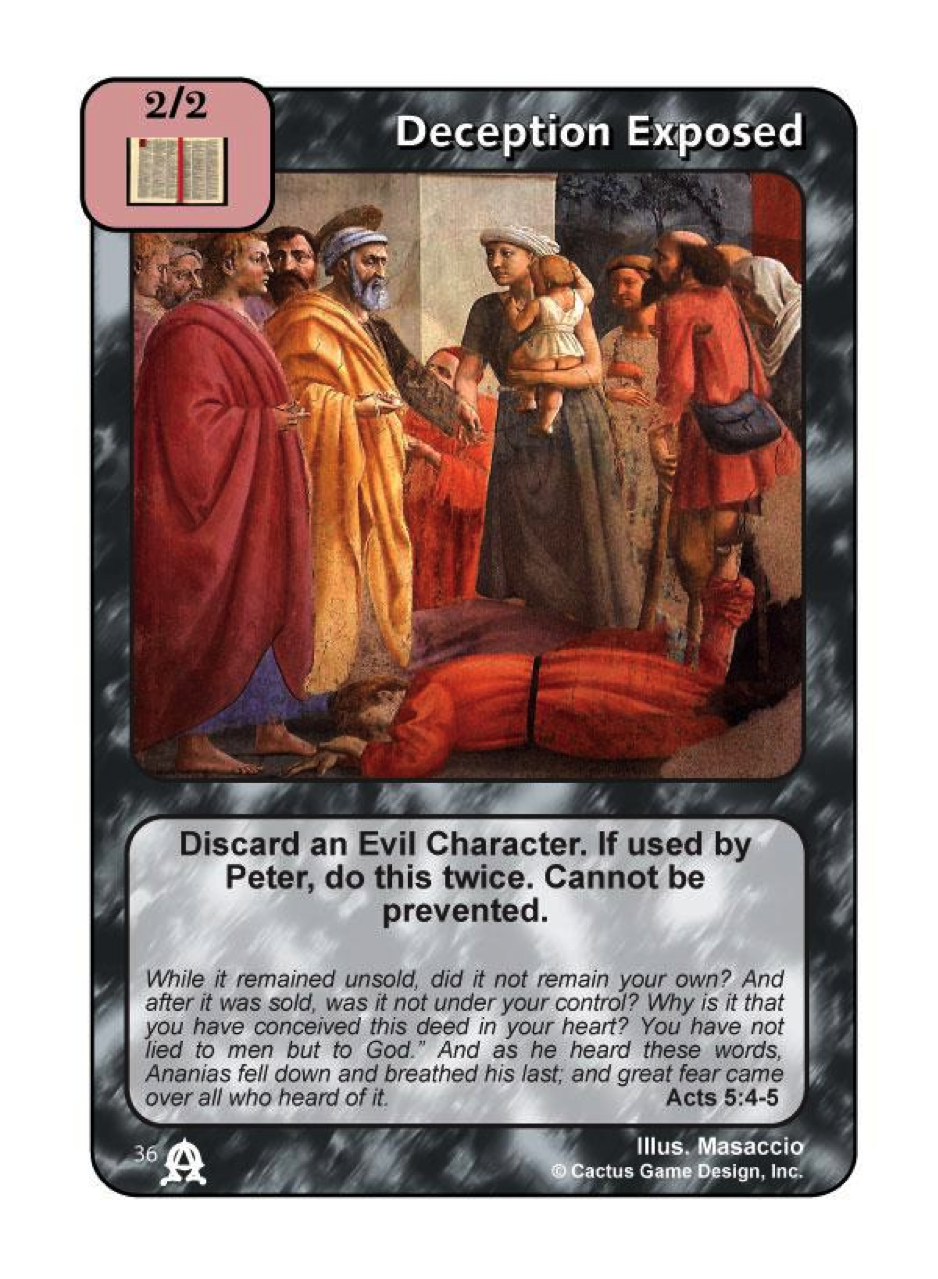 2/2
Deception Exposed
Discard an Evil Character. If used by
Peter, do this twice. Cannot be
prevented.
While it remained unsold, did it not remain your own? And
after it was sold, was it not under your control? Why is it that
you have conceived this deed in your heart? You have not
lied to men but to God.” And as he heard these words,
Ananias fell down and breathed his last; and great fear came
over all who heard of it. Acts 5:4-5
36
Illus. Masaccio
© Cactus Game Design, Inc.